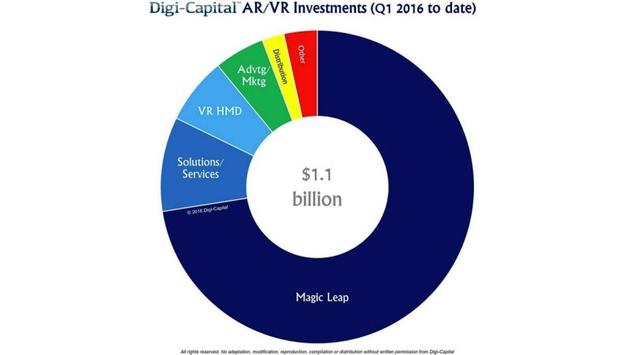 Digi-Capital™ AR/VR Investments (Q1 2016 to date)
Other
Distribution
Advtg/
Mktg
VR HMD
Solutions/
Services
$1.1
billion
© 2016 Digi-Capital
Magic Leap
All rights reserved. No adaptation, modification, reproduction, compilation or distribution without written permission from Digi-Capital